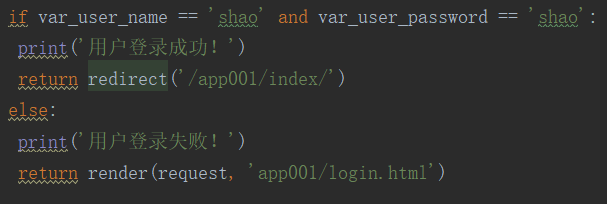 if var_user_name == 'shao' and var_user_password == 'shao':
 print('用户登录成功！')
 return redirect('/app001/index/')
else:
 print('用户登录失败！')
 return render(request, 'app001/login.html')